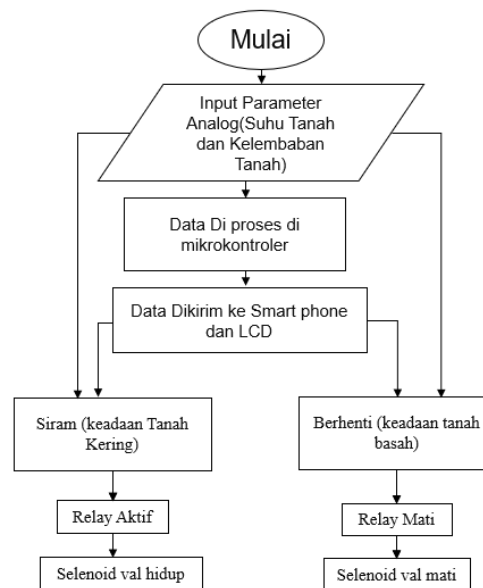 Mulai
Input Parameter
Analog(Suhu Tanah
dan Kelembaban
Tanah)
Data Di proses di
mikrokontroler
Data Dikirim ke Smart phone
dan LCD
Siram (keadaan Tanah
Kering)
Berhenti (keadaan tanah
basah)
Relay Aktif
Relay Mati
Selenoid val hidup
Selenoid val mati